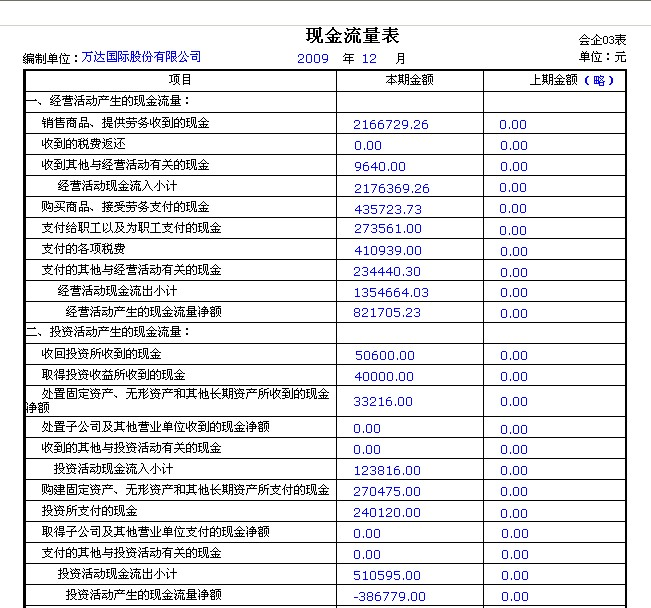 现金流量表
会企03表
编制单位：万达国际股份有限公司 2009 年 12 月 单位：元
项目 本期金额 上期金额（略）
一、经营活动产生的现金流量：
销售商品、提供劳务收到的现金 2166729.26 0.00
收到的税费返还 0.00 0.00
收到其他与经营活动有关的现金 9640.00 0.00
经营活动现金流入小计 2176369.26 0.00
购买商品、接受劳务支付的现金 435723.73 0.00
支付给职工以及为职工支付的现金 273561.00 0.00
支付的各项税费 410939.00 0.00
支付的其他与经营活动有关的现金 234440.30 0.00
经营活动现金流出小计 1354664.03 0.00
经营活动产生的现金流量净额 821705.23 0.00
二、投资活动产生的现金流量：
收回投资所收到的现金 50600.00 0.00
取得投资收益所收到的现金 40000.00 0.00
处置固定资产、无形资产和其他长期资产所收到的现金
净额 33216.00 0.00
处置子公司及其他营业单位收到的现金净额 0.00 0.00
收到的其他与投资活动有关的现金 0.00 0.00
投资活动现金流入小计 123816.00 0.00
购建固定资产、无形资产和其他长期资产所支付的现金 270475.00 0.00
投资所支付的现金 240120.00 0.00
取得子公司及其他营业单位支付的现金净额 0.00 0.00
支付的其他与投资活动有关的现金 0.00 0.00
投资活动现金流出小计 510595.00 0.00
投资活动产生的现金流量净额 -386779.00 0.00